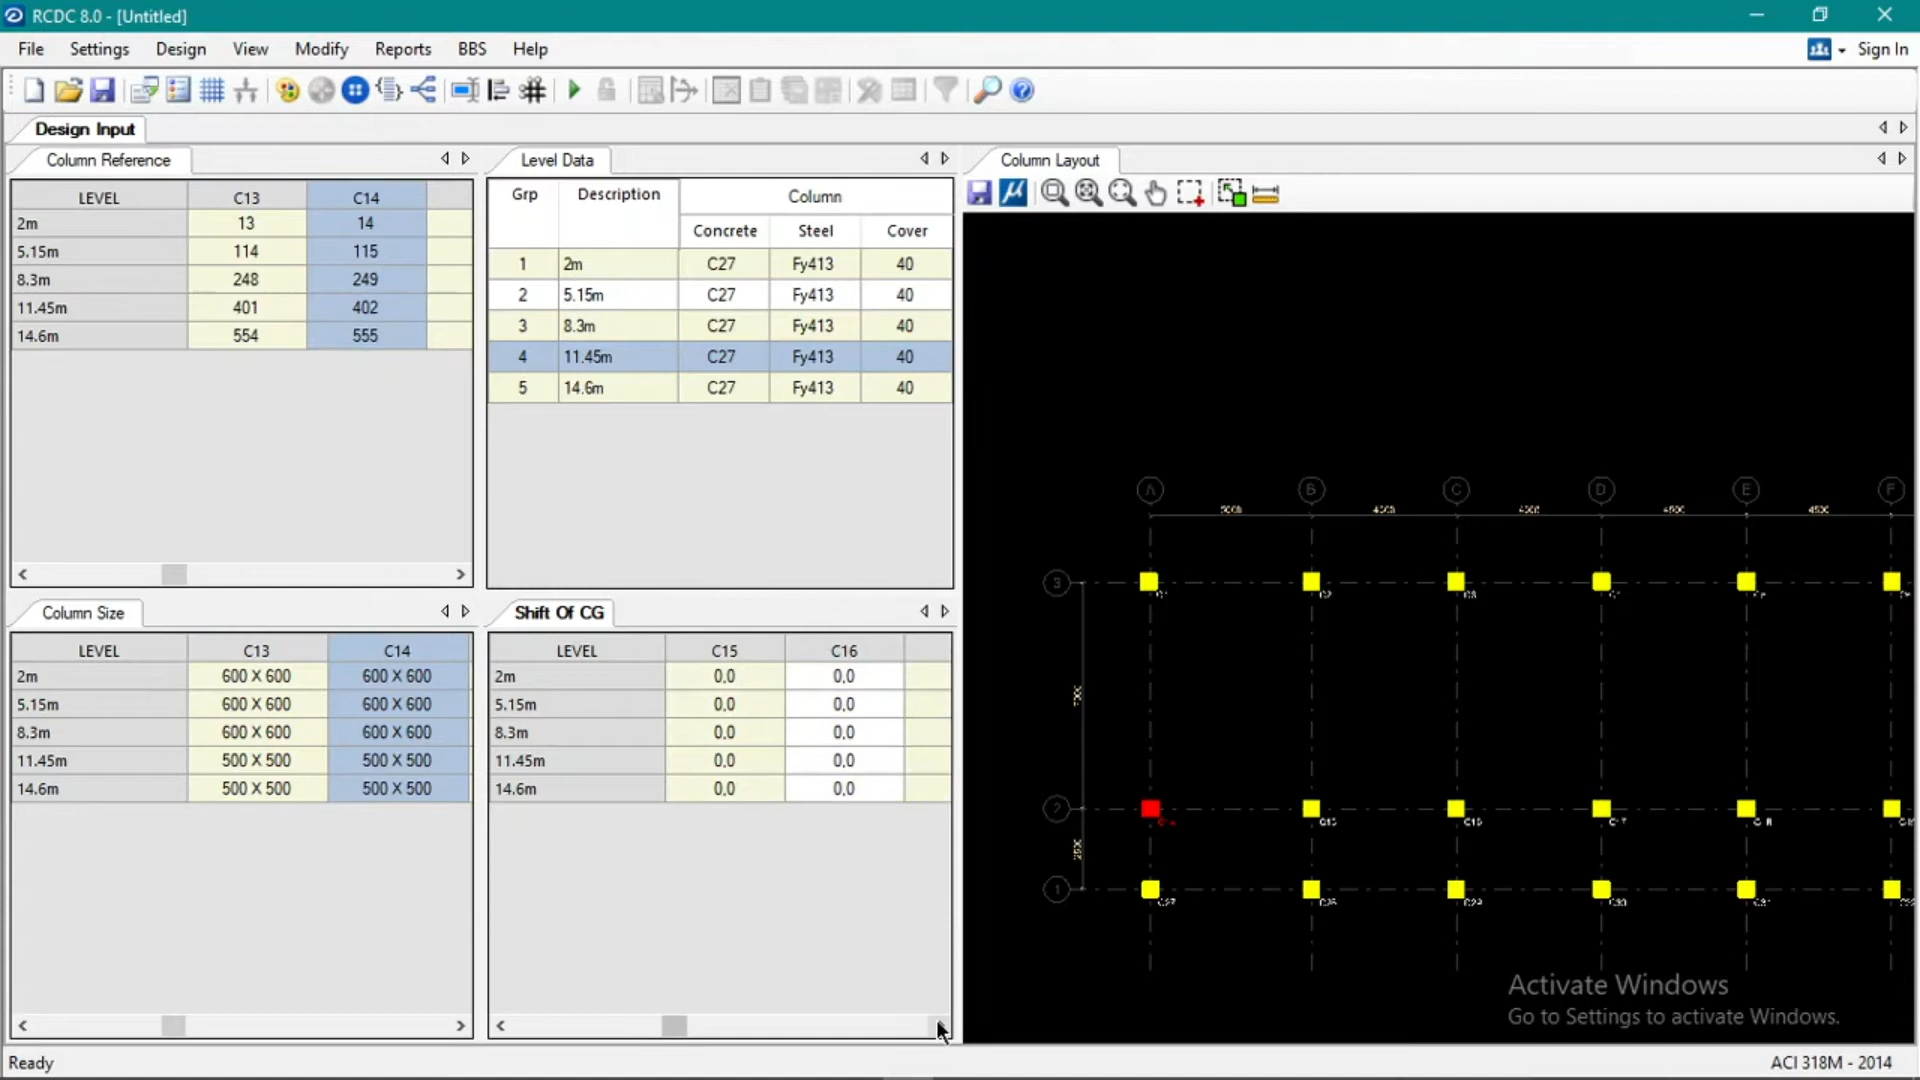 RCDC 8.0 - [Untitled]
File Settings Design View Modify Reports BBS Help Sign In
Design Input
Column Reference
LEVEL C13 C14
2m 13 14
5.15m 114 115
8.3m 248 249
11.45m 401 402
14.6m 554 555
Level Data
Grp Description Column
Concrete Steel Cover
1 2m C27 Fy413 40
2 5.15m C27 Fy413 40
3 8.3m C27 Fy413 40
4 11.45m C27 Fy413 40
5 14.6m C27 Fy413 40
Column Size
LEVEL C13 C14
2m 600 X 600 600 X 600
5.15m 600 X 600 600 X 600
8.3m 600 X 600 600 X 600
11.45m 500 X 500 500 X 500
14.6m 500 X 500 500 X 500
Shift Of CG
LEVEL C15 C16
2m 0,0 0,0
5.15m 0,0 0,0
8.3m 0,0 0,0
11.45m 0,0 0,0
14.6m 0,0 0,0
Column Layout
A B C D E F
3
2
1
Activate Windows
Go to Settings to activate Windows.
Ready ACI 318M - 2014